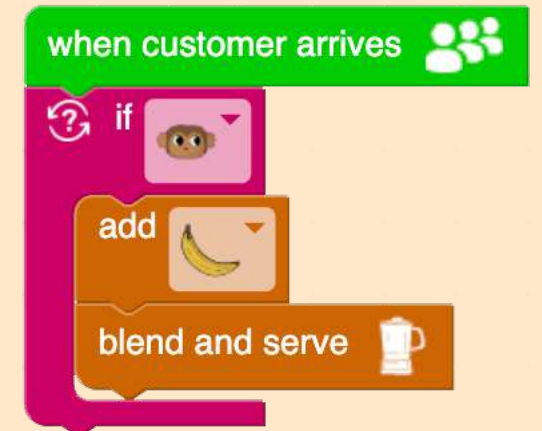 when customer arrives
if
add
blend and serve